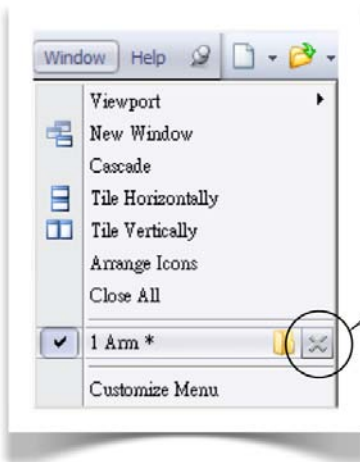 Window Help
Viewport
New Window
Cascade
Tile Horizontally
Tile Vertically
Arrange Icons
Close All
1 Arm *
Customize Menu